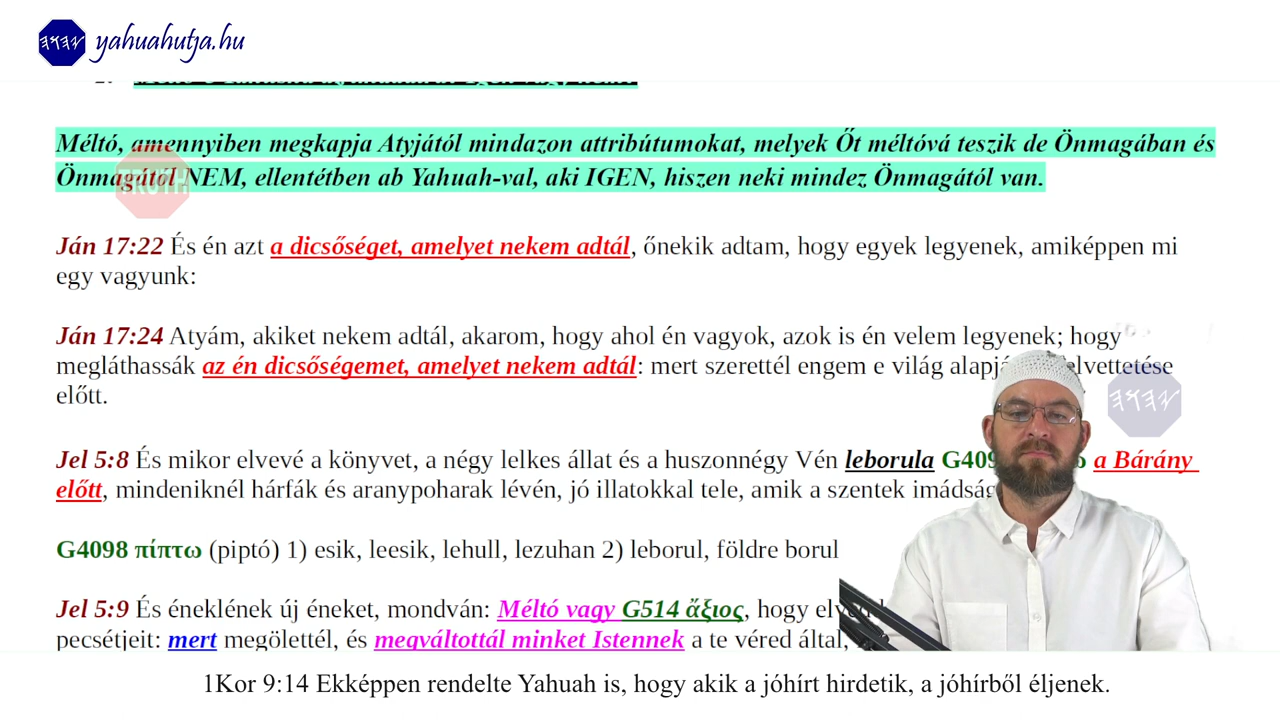 yahuahutja.hu
Méltó, amennyiben megkapja Atyjától mindazon attribútumokat, melyek Őt méltóvá teszik de Önmagában és
Önmagától NEM, ellentétben ab Yahuah-val, aki IGEN, hiszen neki mindez Önmagától van.
TRUTH
Ján 17:22 És én azt a dicsőséget, amelyet nekem adtál, őnekik adtam, hogy egyek legyenek, amiképpen mi
egy vagyunk:
Ján 17:24 Atyám, akiket nekem adtál, akarom, hogy ahol én vagyok, azok is én velem legyenek; hogy
megláthassák az én dicsőségemet, amelyet nekem adtál: mert szerettél engem e világ
előtt.
Jel 5:8 És mikor elvevé a könyvet, a négy lelkes állat és a huszonnégy Vén leborula a Bárány
előtt, mindeniknél hárfák és aranypoharak lévén, jó illatokkal tele, amik a szentek
G4098 πίπτω (piptó) 1) esik, leesik, lehull, lezuhan 2) leborul, földre borul
Jel 5:9 És éneklének új éneket, mondván: Méltó vagy G514 ἄξιος, hogy
pecsétjeit: mert megölettél, és megváltottál minket Istennek a te véred által,
1Kor 9:14 Ekképpen rendelte Yahuah is, hogy akik a jóhírt hirdetik, a jóhírből éljenek.